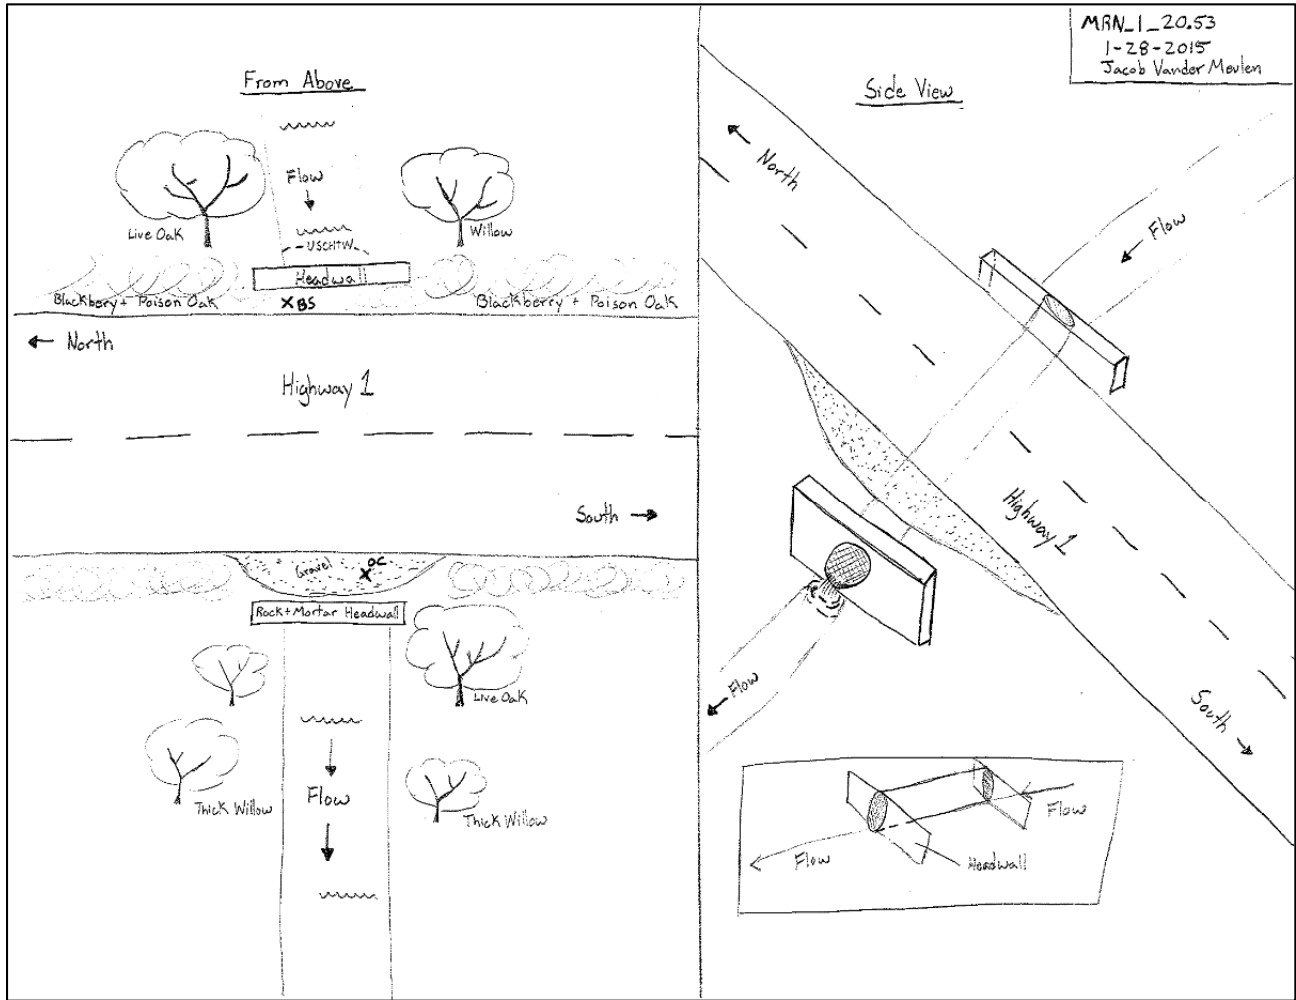 From Above
Flow
Live Oak
Willow
USCHTW
Headwall
Blackbery + Poison Oak
XBS
Blackberry + Poison Oak
← North
Highway 1
South →
Gravel
X OC
Rock + Mortar Headwall
Live Oak
Thick Willow
Flow
Thick Willow
MRN_1_20.53
1-28-2015
Jacob Vander Meulen
Side View
North
Flow
Highway 1
Flow
South
Flow
Flow
Headwall